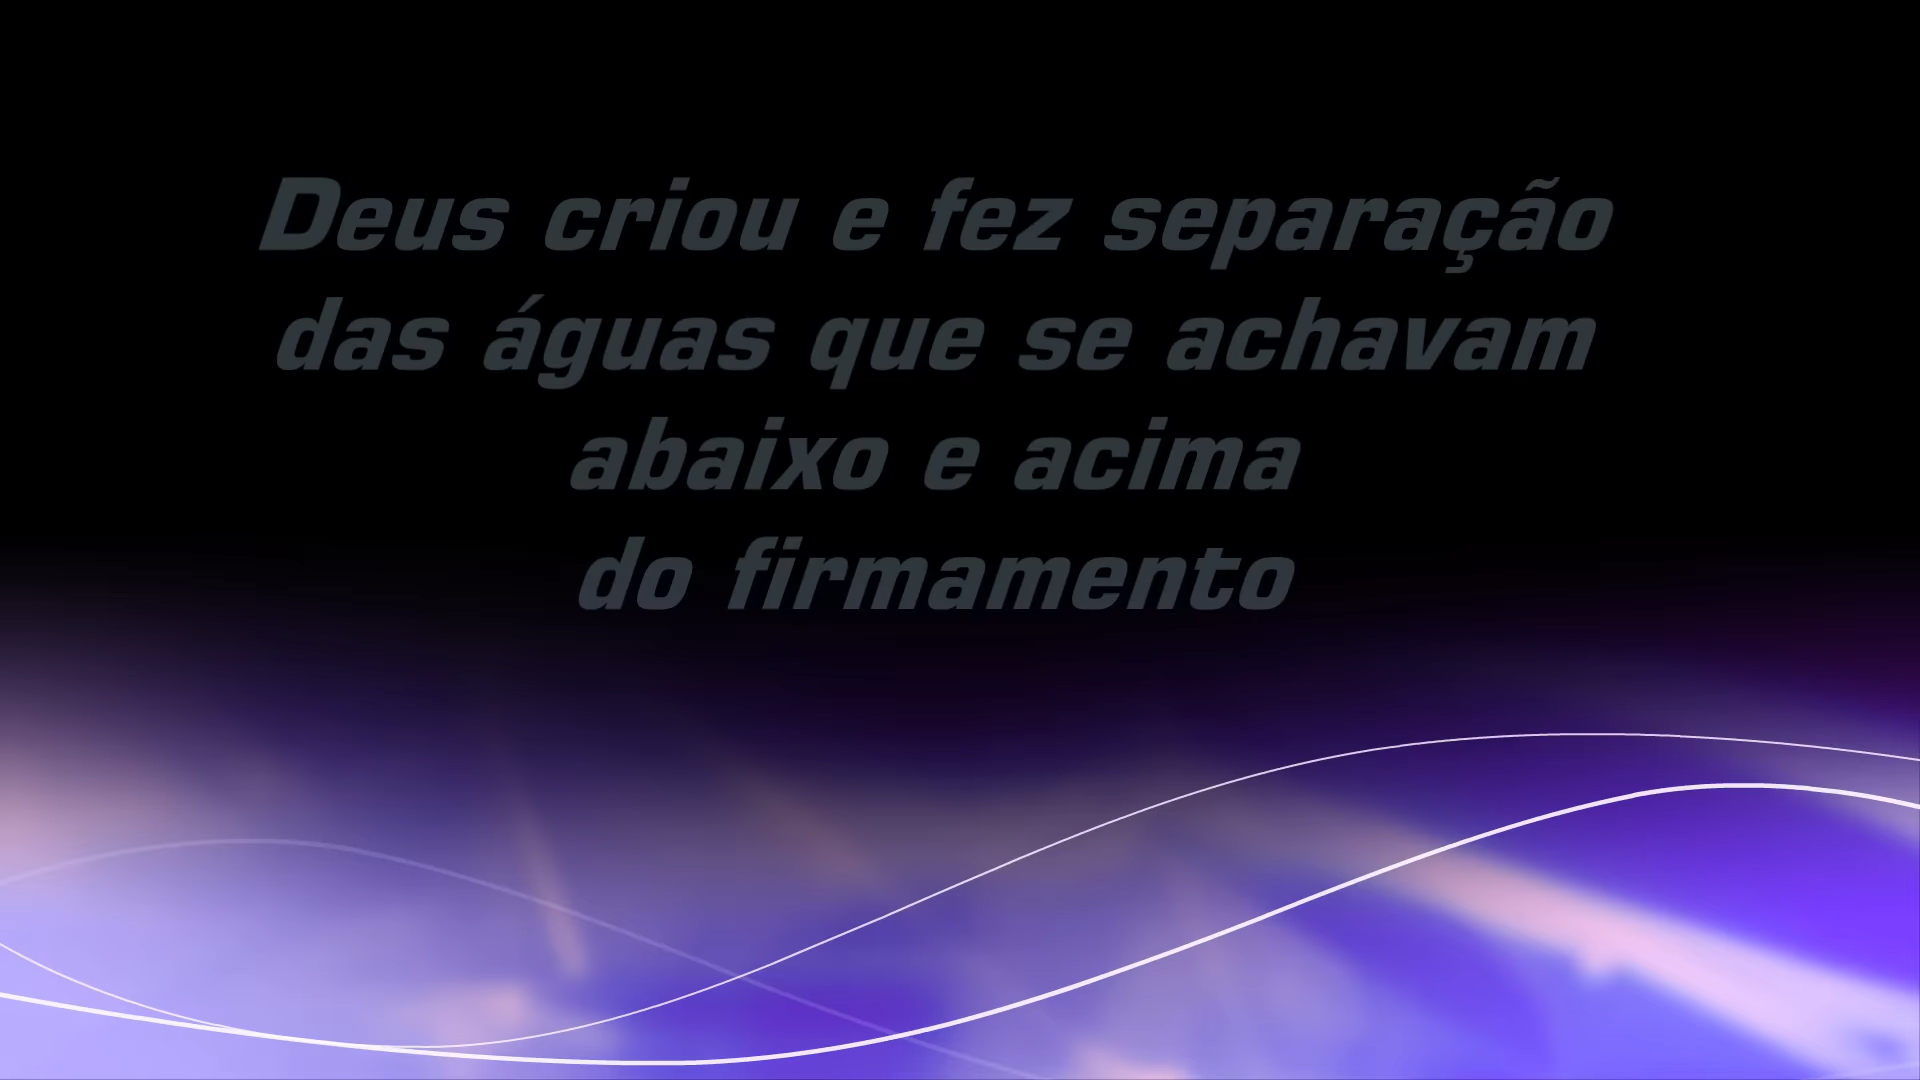 Deus criou e fez separação
das águas que se achavam
abaixo e acima
do firmamento